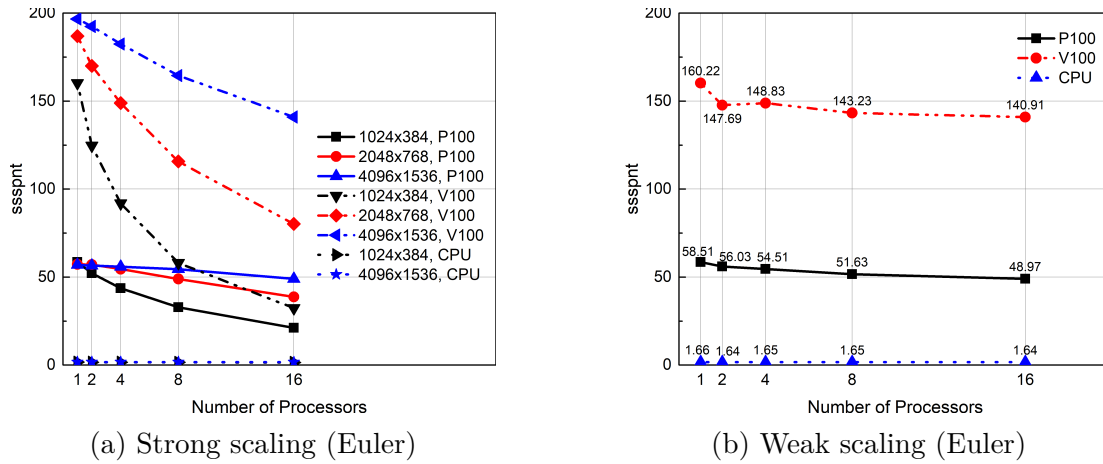 200
150
100
50
0
ssspnt
1 2 4 8 16
Number of Processors
1024x384, P100
2048x768, P100
4096x1536, P100
1024x384, V100
2048x768, V100
4096x1536, V100
1024x384, CPU
4096x1536, CPU
(a) Strong scaling (Euler)
200
150
100
50
0
ssspnt
1 2 4 8 16
Number of Processors
P100
V100
CPU
160.22
147.69
148.83
143.23
140.91
58.51
56.03
54.51
51.63
48.97
1.66
1.64
1.65
1.65
1.64
(b) Weak scaling (Euler)